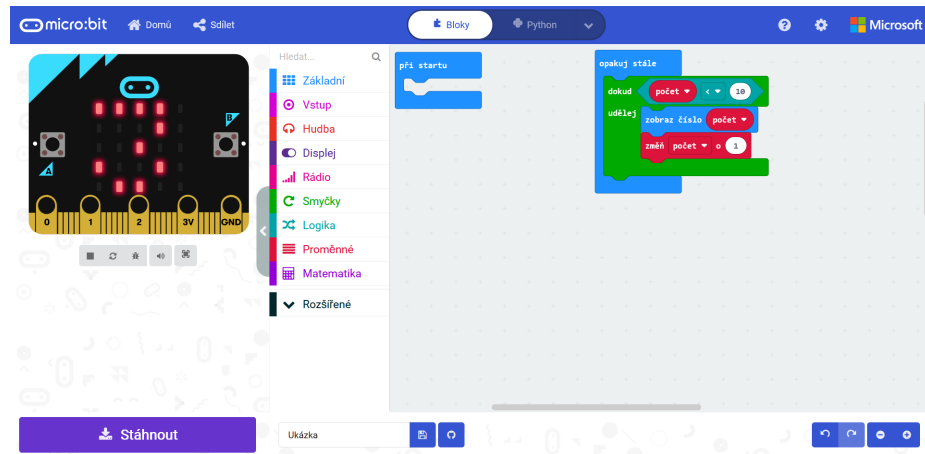 micro:bit Domů Sdílet Bloky Python Microsoft
Hledat...
Základní
Vstup
Hudba
Displej
Rádio
Smyčky
Logika
Proměnné
Matematika
Rozšířené
při startu
opakuj stále
dokud počet < 10
udělej zobraz číslo počet
změň počet o 1
A
B
0 1 2 3V GND
Stáhnout
Ukázka